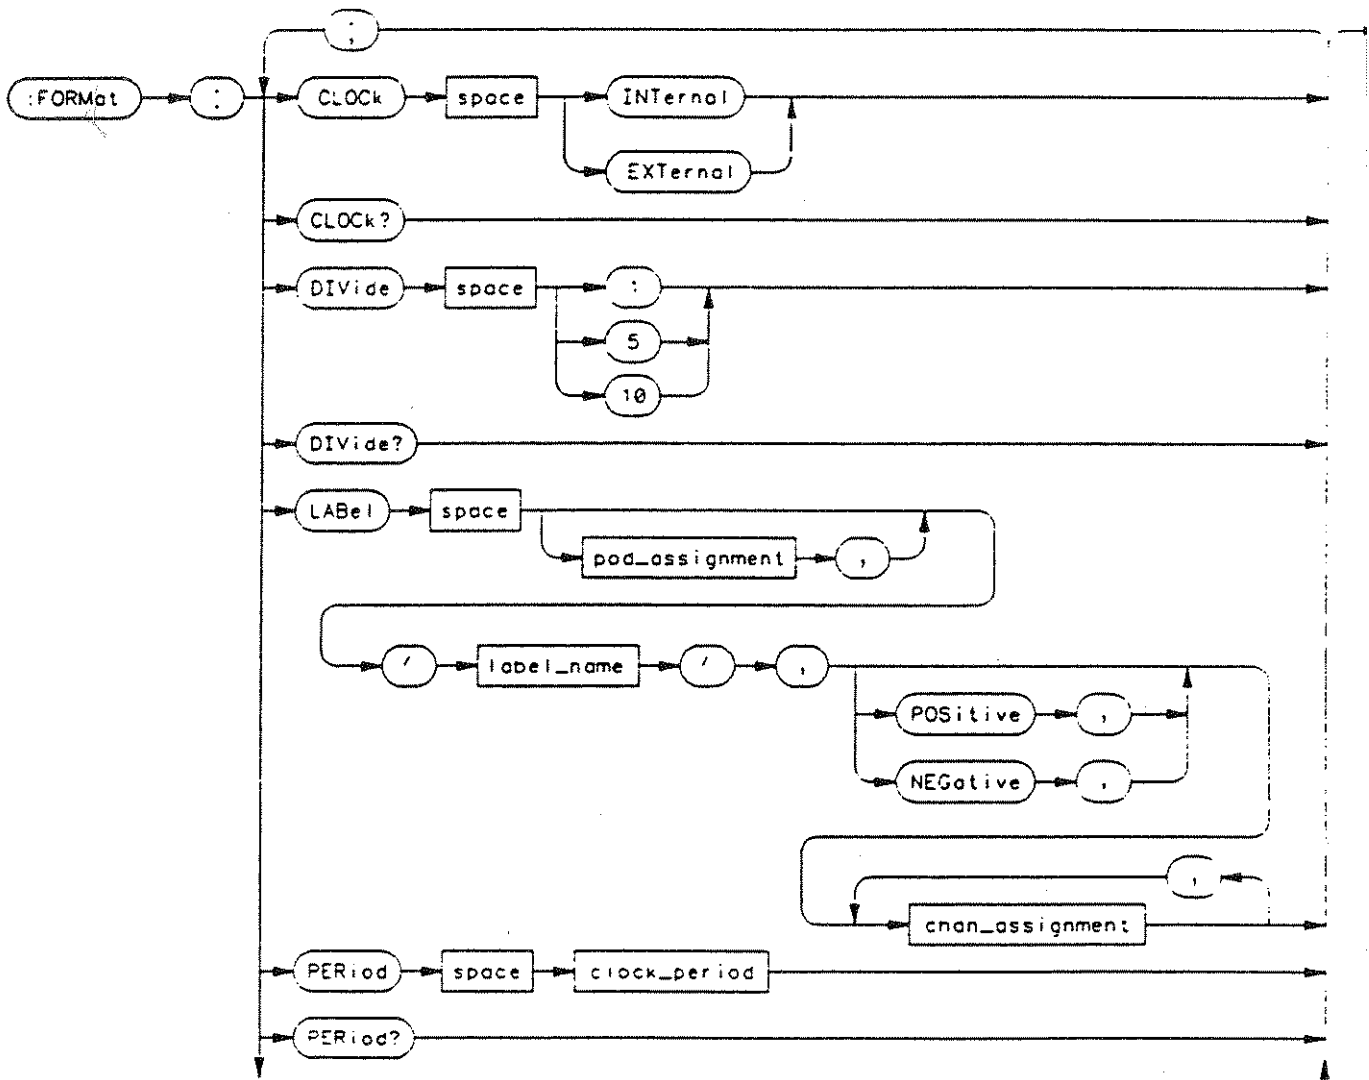 ;
:FORMat : CLOCk space INTernal
EXTernal
CLOCk?
DIVide space 1
5
10
DIVide?
LABel space
pod_assignment ,
' label_name ' ,
POSitive ,
NEGative ,
,
chan_assignment
PERiod space clock_period
PERiod?